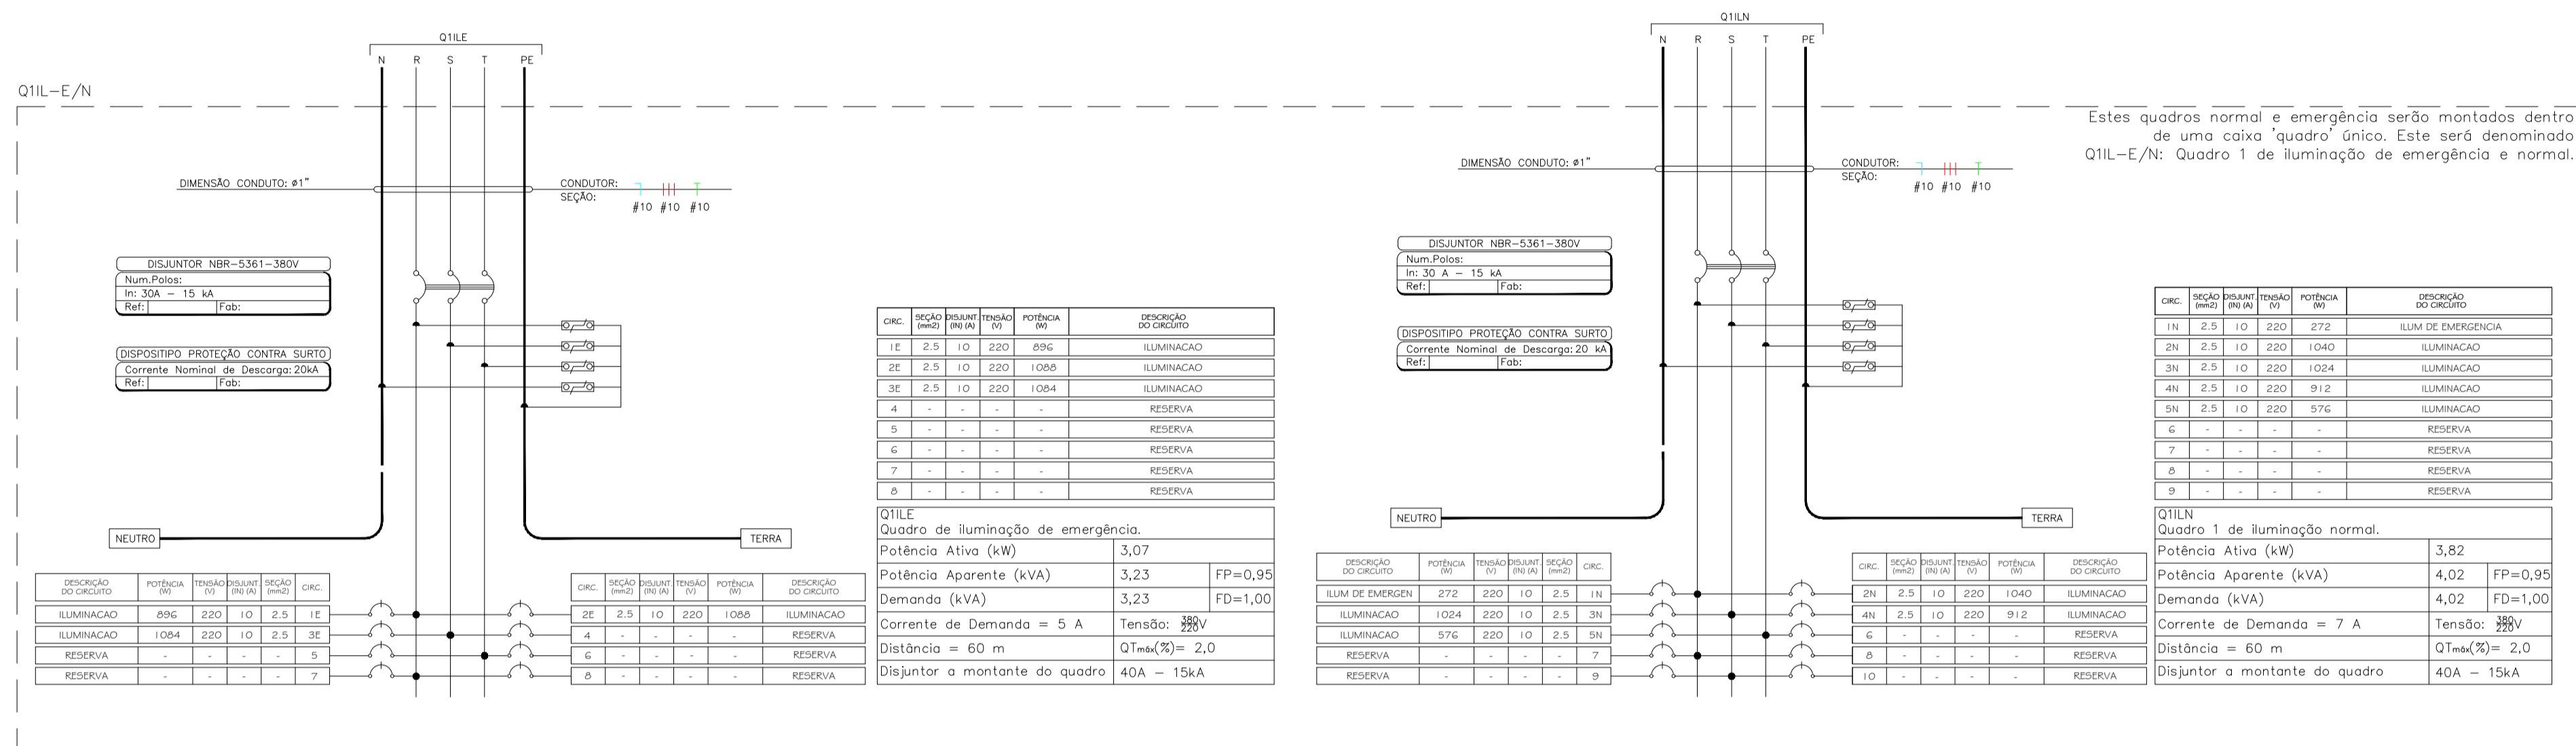 Q1IL-E/N
Q1ILE
N R S T PE
DIMENSÃO CONDUTO: ø1"
CONDUTOR:
SEÇÃO:
#10 #10 #10
DISJUNTOR NBR-5361-380V
Num.Polos:
In: 30A - 15 kA
Ref: Fab:
DISPOSITIPO PROTEÇÃO CONTRA SURTO
Corrente Nominal de Descarga: 20kA
Ref: Fab:
NEUTRO
TERRA
DESCRIÇÃO DO CIRCUITO POTÊNCIA (W) TENSÃO (V) DISJUNT. (IN) (A) SEÇÃO (mm2) CIRC.
ILUMINACAO 896 220 10 2.5 1E
ILUMINACAO 1084 220 10 2.5 3E
RESERVA - - - - 5
RESERVA - - - - 7
CIRC. SEÇÃO (mm2) DISJUNT. (IN) (A) TENSÃO (V) POTÊNCIA (W) DESCRIÇÃO DO CIRCUITO
2E 2.5 10 220 1088 ILUMINACAO
4 - - - - RESERVA
6 - - - - RESERVA
8 - - - - RESERVA
CIRC. SEÇÃO (mm2) DISJUNT. (IN) (A) TENSÃO (V) POTÊNCIA (W) DESCRIÇÃO DO CIRCUITO
1E 2.5 10 220 896 ILUMINACAO
2E 2.5 10 220 1088 ILUMINACAO
3E 2.5 10 220 1084 ILUMINACAO
4 - - - - RESERVA
5 - - - - RESERVA
6 - - - - RESERVA
7 - - - - RESERVA
8 - - - - RESERVA
Q1ILE
Quadro de iluminação de emergência.
Potência Ativa (kW) 3,07
Potência Aparente (kVA) 3,23 FP=0,95
Demanda (kVA) 3,23 FD=1,00
Corrente de Demanda = 5 A Tensão: 380/220V
Distância = 60 m QTmáx(%)= 2,0
Disjuntor a montante do quadro 40A - 15kA
Q1ILN
N R S T PE
Estes quadros normal e emergência serão montados dentro
de uma caixa 'quadro' único. Este será denominado
Q1IL-E/N: Quadro 1 de iluminação de emergência e normal.
DIMENSÃO CONDUTO: ø1"
CONDUTOR:
SEÇÃO:
#10 #10 #10
DISJUNTOR NBR-5361-380V
Num.Polos:
In: 30 A - 15 kA
Ref: Fab:
DISPOSITIPO PROTEÇÃO CONTRA SURTO
Corrente Nominal de Descarga: 20 kA
Ref: Fab:
NEUTRO
TERRA
DESCRIÇÃO DO CIRCUITO POTÊNCIA (W) TENSÃO (V) DISJUNT. (IN) (A) SEÇÃO (mm2) CIRC.
ILUM DE EMERGEN 272 220 10 2.5 1N
ILUMINACAO 1024 220 10 2.5 3N
ILUMINACAO 576 220 10 2.5 5N
RESERVA - - - - 7
RESERVA - - - - 9
CIRC. SEÇÃO (mm2) DISJUNT. (IN) (A) TENSÃO (V) POTÊNCIA (W) DESCRIÇÃO DO CIRCUITO
2N 2.5 10 220 1040 ILUMINACAO
4N 2.5 10 220 912 ILUMINACAO
6 - - - - RESERVA
8 - - - - RESERVA
10 - - - - RESERVA
CIRC. SEÇÃO (mm2) DISJUNT. (IN) (A) TENSÃO (V) POTÊNCIA (W) DESCRIÇÃO DO CIRCUITO
1N 2.5 10 220 272 ILUM DE EMERGENCIA
2N 2.5 10 220 1040 ILUMINACAO
3N 2.5 10 220 1024 ILUMINACAO
4N 2.5 10 220 912 ILUMINACAO
5N 2.5 10 220 576 ILUMINACAO
6 - - - - RESERVA
7 - - - - RESERVA
8 - - - - RESERVA
9 - - - - RESERVA
Q1ILN
Quadro 1 de iluminação normal.
Potência Ativa (kW) 3,82
Potência Aparente (kVA) 4,02 FP=0,95
Demanda (kVA) 4,02 FD=1,00
Corrente de Demanda = 7 A Tensão: 380/220V
Distância = 60 m QTmáx(%)= 2,0
Disjuntor a montante do quadro 40A - 15kA